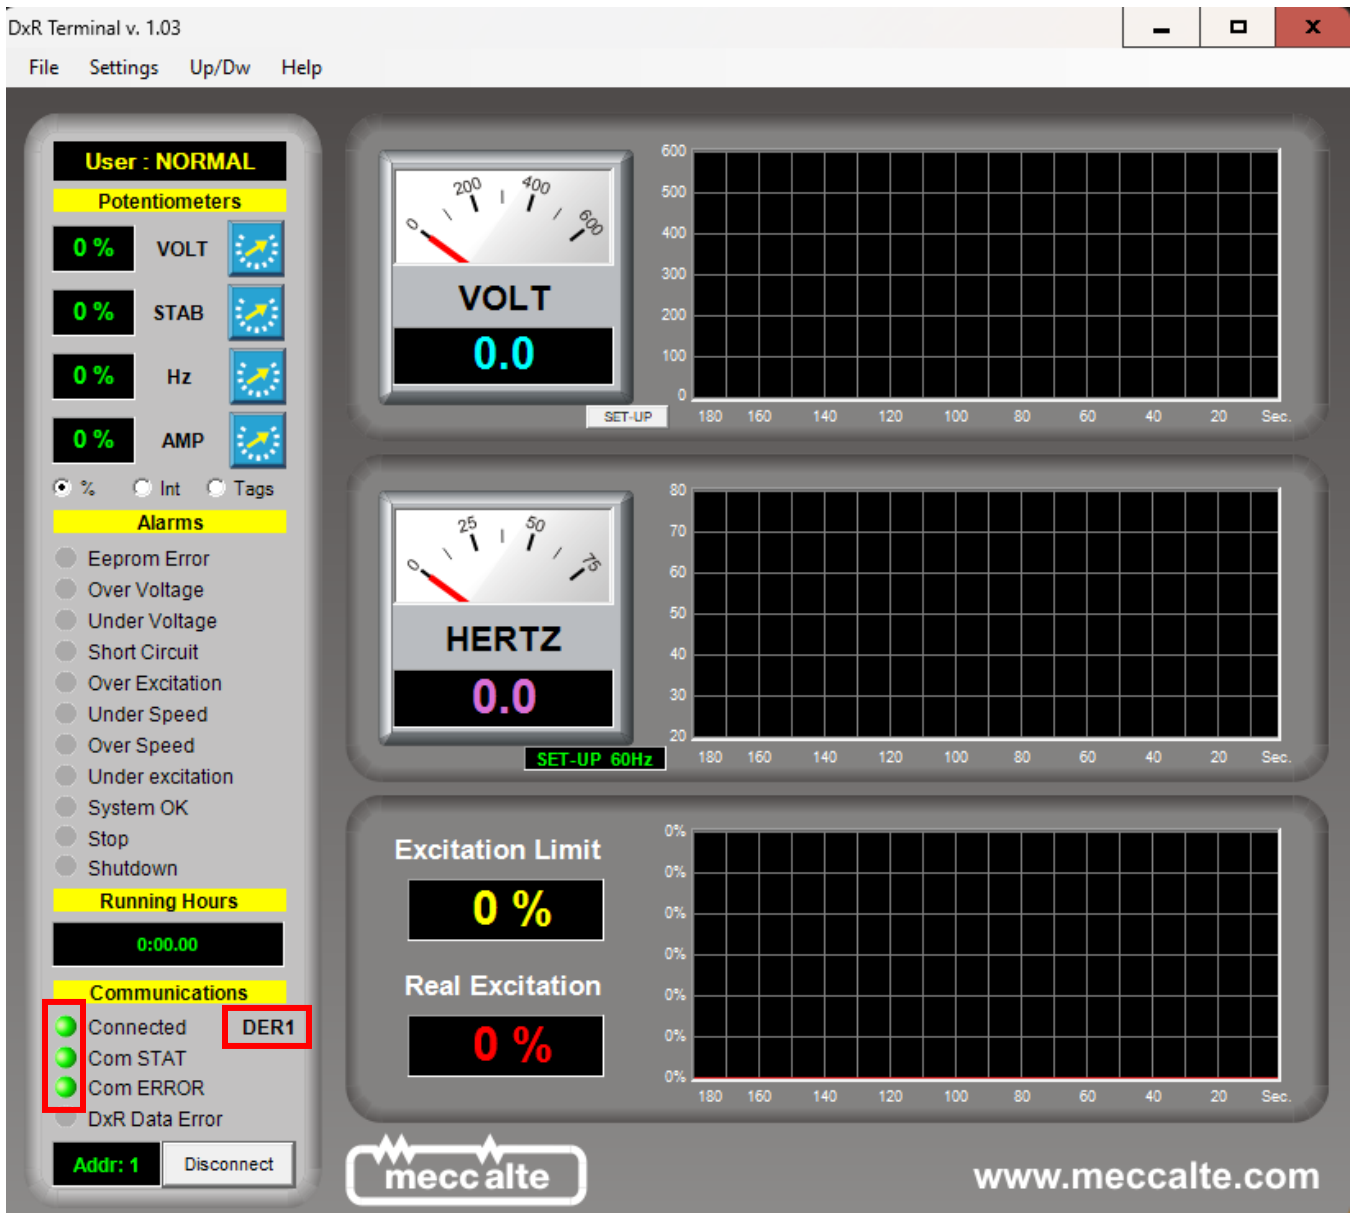 DxR Terminal v. 1.03
File Settings Up/Dw Help
User : NORMAL
Potentiometers
0 % VOLT
0 % STAB
0 % Hz
0 % AMP
% Int Tags
Alarms
Eeprom Error
Over Voltage
Under Voltage
Short Circuit
Over Excitation
Under Speed
Over Speed
Under excitation
System OK
Stop
Shutdown
Running Hours
0:00.00
Communications
Connected DER1
Com STAT
Com ERROR
DxR Data Error
Addr: 1 Disconnect
0 200 400 600
VOLT
0.0
SET-UP
600
500
400
300
200
100
0
180 160 140 120 100 80 60 40 20 Sec.
0 25 50 75
HERTZ
0.0
SET-UP 60Hz
80
70
60
50
40
30
20
180 160 140 120 100 80 60 40 20 Sec.
Excitation Limit
0 %
Real Excitation
0 %
0%
0%
0%
0%
0%
0%
0%
180 160 140 120 100 80 60 40 20 Sec.
mecc alte
www.meccalte.com